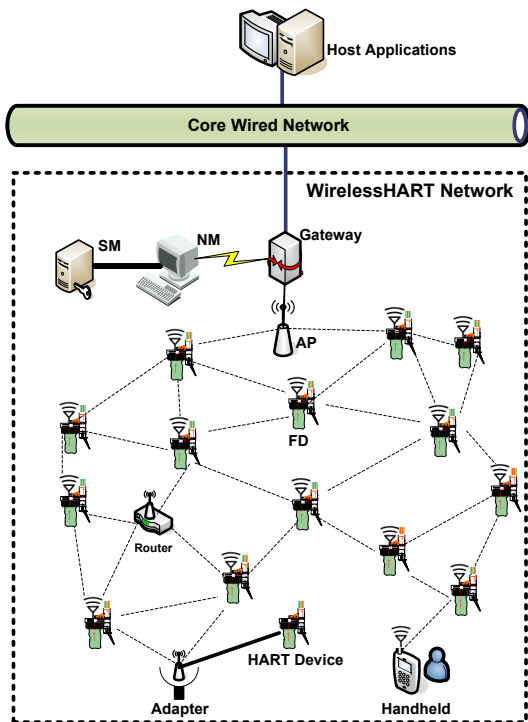 Host Applications
Core Wired Network
WirelessHART Network
Gateway
SM
NM
AP
FD
Router
HART Device
Adapter
Handheld